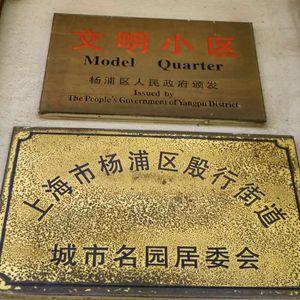 文明小区
Model Quarter
杨浦区人民政府颁发
Issued by
The People's Government of Yangpu District
上海市杨浦区殷行街道
城市名园居委会